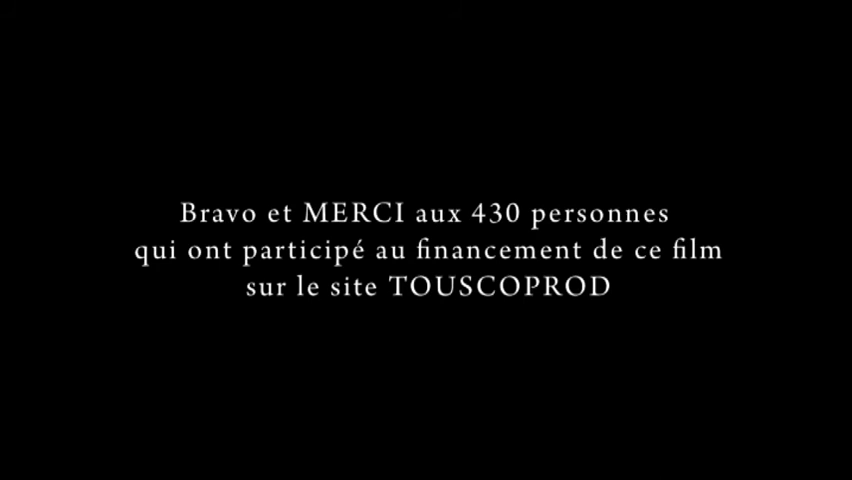 Bravo et MERCI aux 430 personnes
qui ont participé au financement de ce film
sur le site TOUSCOPROD